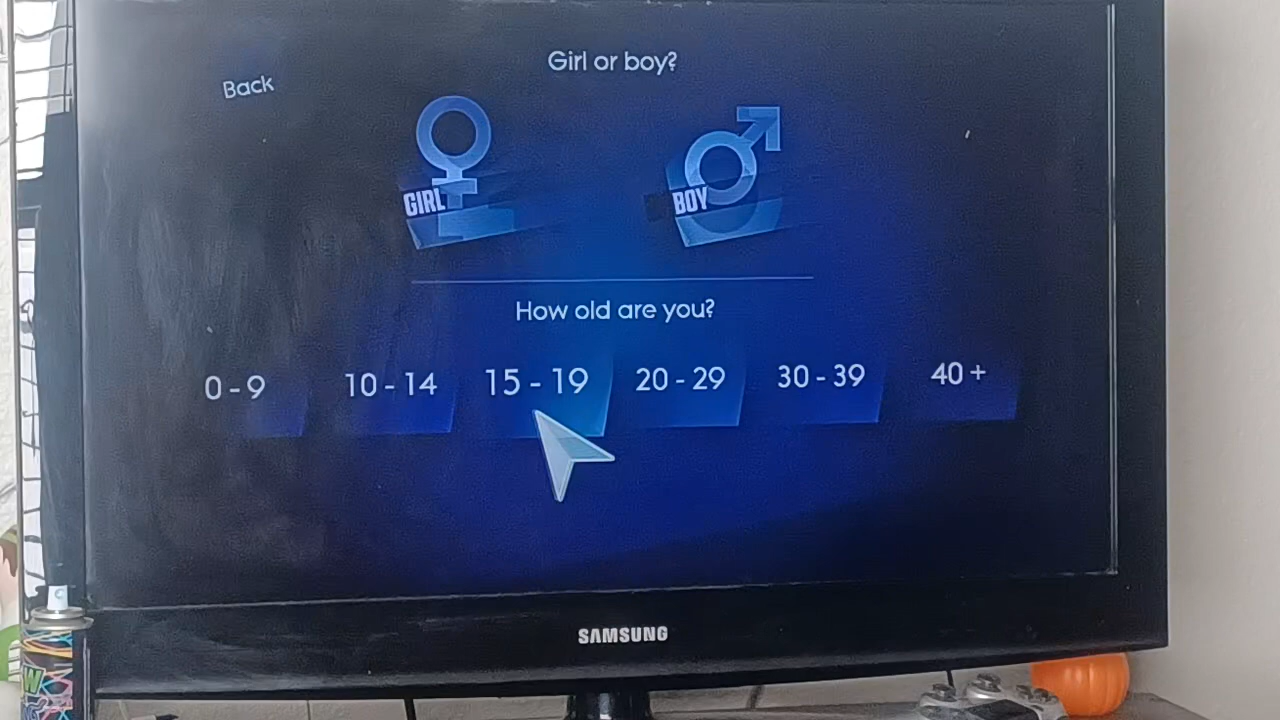 Girl or boy?
Back
GIRL
BOY
How old are you?
0 - 9
10 - 14
15 - 19
20 - 29
30 - 39
40 +
SAMSUNG
W